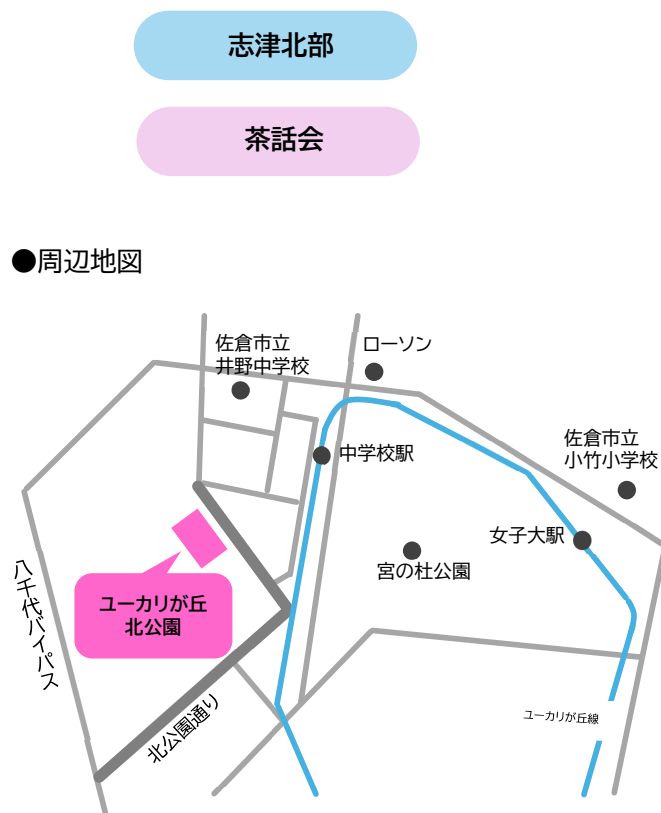 志津北部
茶話会
●周辺地図
佐倉市立
井野中学校
ローソン
中学校駅
佐倉市立
小竹小学校
女子大駅
宮の杜公園
八千代バイパス
ユーカリが丘
北公園
北公園通り
ユーカリが丘線